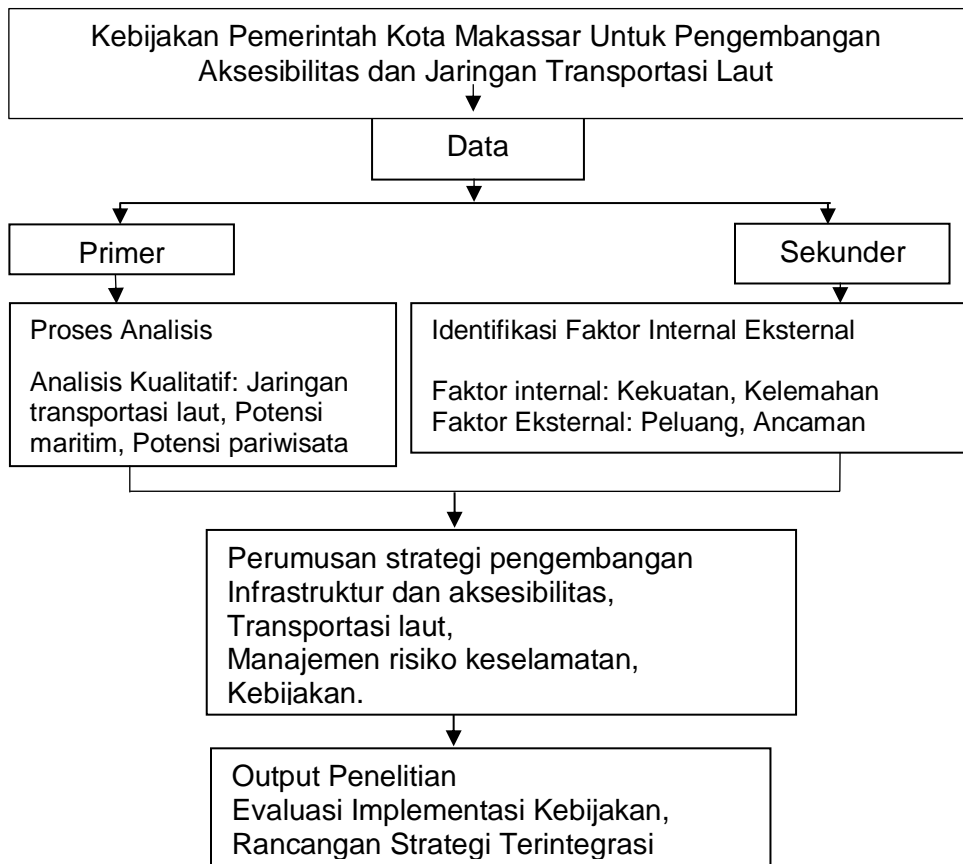 Kebijakan Pemerintah Kota Makassar Untuk Pengembangan
Aksesibilitas dan Jaringan Transportasi Laut
Data
Primer
Sekunder
Proses Analisis
Analisis Kualitatif: Jaringan
transportasi laut, Potensi
maritim, Potensi pariwisata
Identifikasi Faktor Internal Eksternal
Faktor internal: Kekuatan, Kelemahan
Faktor Eksternal: Peluang, Ancaman
Perumusan strategi pengembangan
Infrastruktur dan aksesibilitas,
Transportasi laut,
Manajemen risiko keselamatan,
Kebijakan.
Output Penelitian
Evaluasi Implementasi Kebijakan,
Rancangan Strategi Terintegrasi